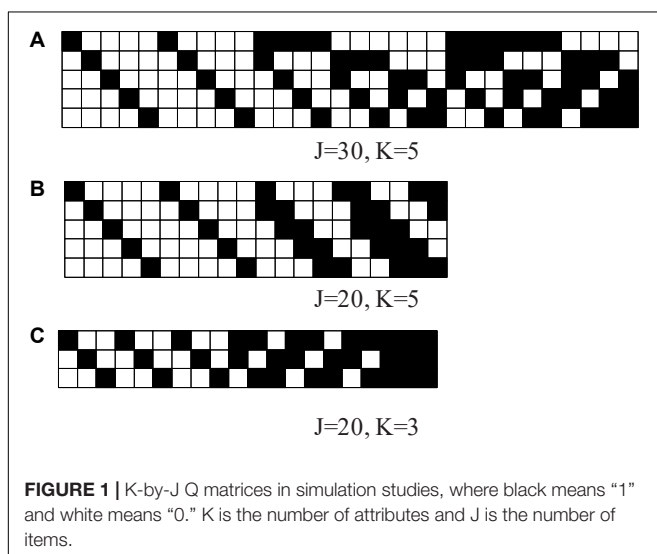 A
J=30, K=5
B
J=20, K=5
C
J=20, K=3
FIGURE 1 | K-by-J Q matrices in simulation studies, where black means “1”
and white means “0.” K is the number of attributes and J is the number of
items.